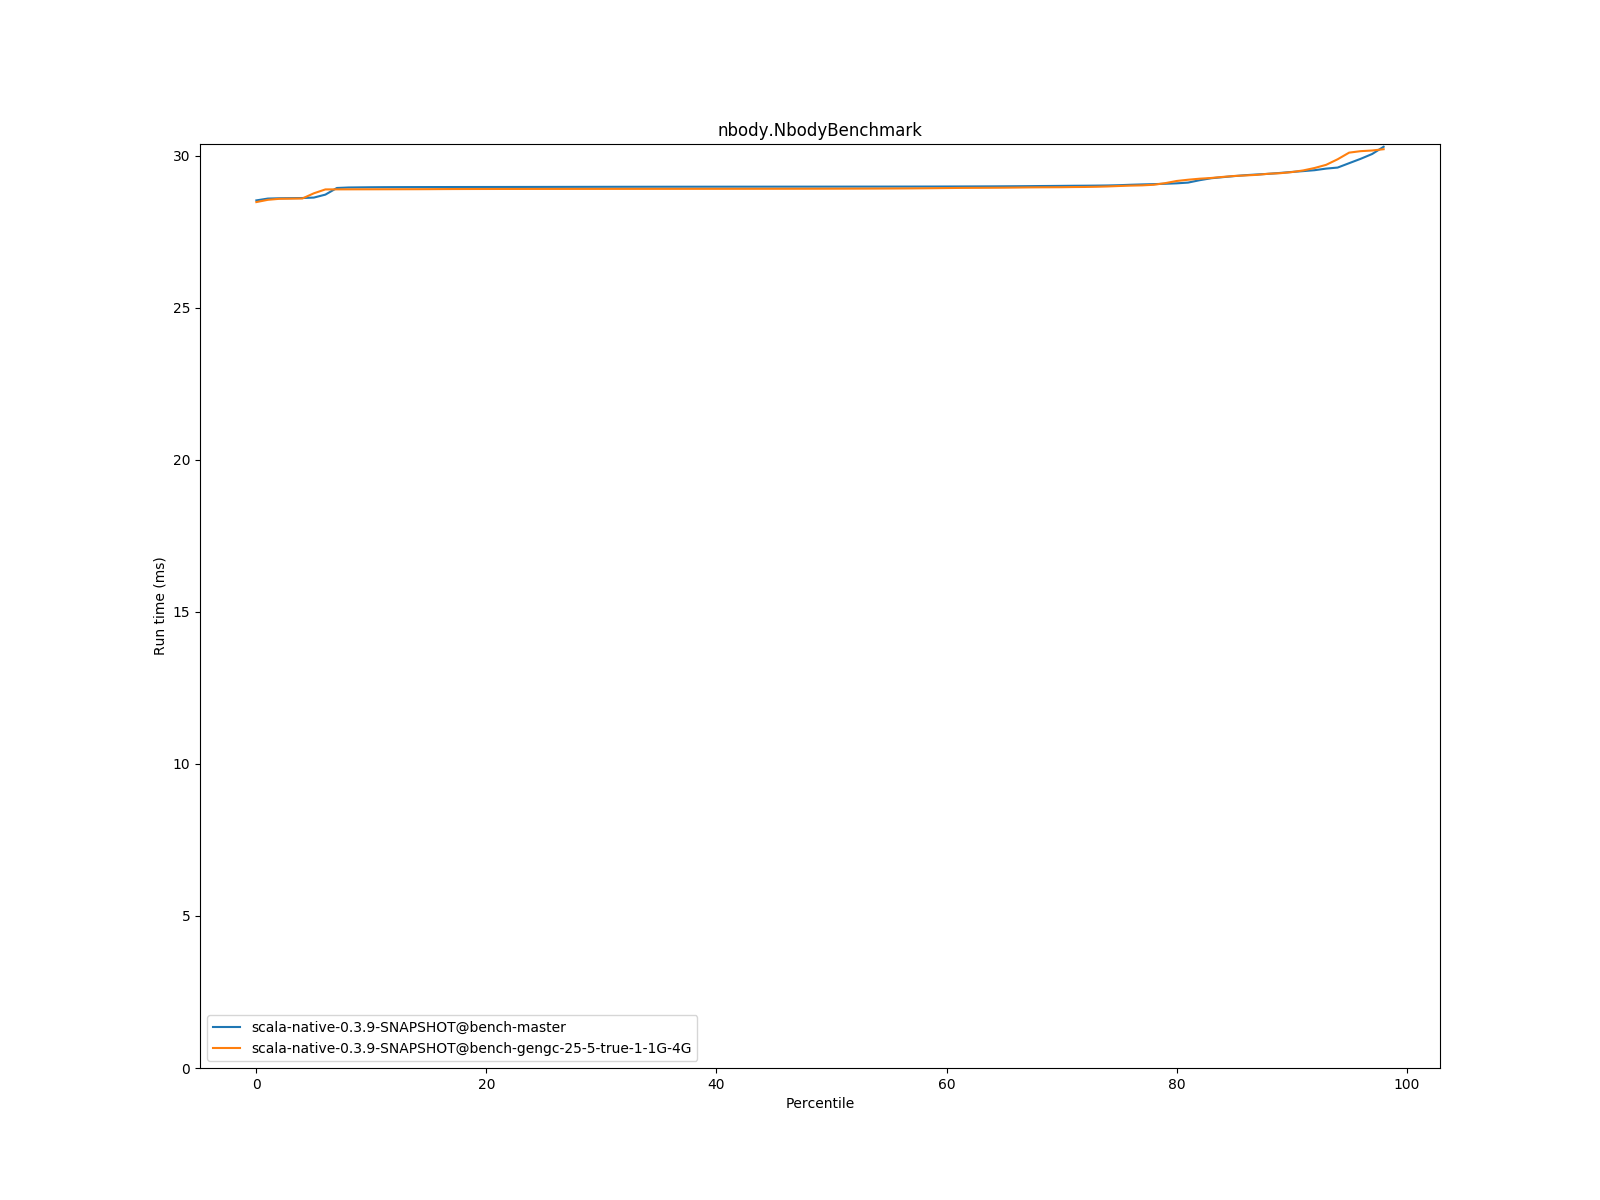 nbody.NbodyBenchmark
30
25
20
15
10
5
0
Run time (ms)
scala-native-0.3.9-SNAPSHOT@bench-master
scala-native-0.3.9-SNAPSHOT@bench-gengc-25-5-true-1-1G-4G
0 20 40 60 80 100
Percentile